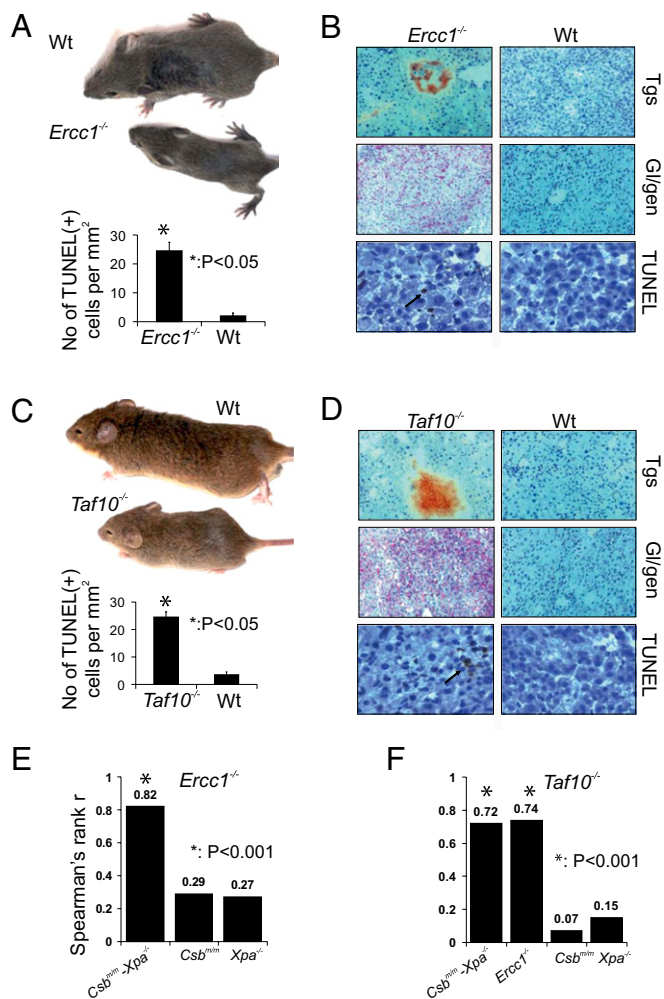 A
Wt
Ercc1-/-
No of TUNEL(+)
cells per mm2
30
20
10
0
*
*:P<0.05
Ercc1-/-
Wt
B
Ercc1-/-
Wt
Tgs
Gl/gen
TUNEL
C
Wt
Taf10-/-
No of TUNEL(+)
cells per mm2
30
20
10
0
*
*:P<0.05
Taf10-/-
Wt
D
Taf10-/-
Wt
Tgs
Gl/gen
TUNEL
E
Ercc1-/-
Spearman's rank r
1
0.8
0.6
0.4
0.2
0
*
0.82
0.29
0.27
*: P<0.001
Csbm/m-Xpa-/-
Csbm/m
Xpa-/-
F
Taf10-/-
1
0.8
0.6
0.4
0.2
0
*
0.72
*
0.74
0.07
0.15
*: P<0.001
Csbm/m-Xpa-/-
Ercc1-/-
Csbm/m
Xpa-/-